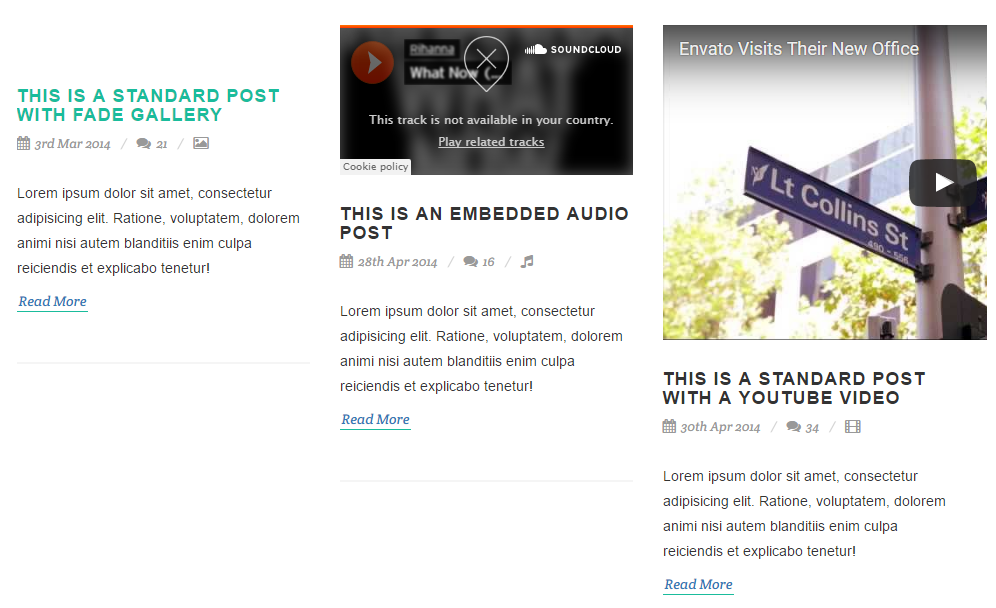 THIS IS A STANDARD POST
WITH FADE GALLERY
3rd Mar 2014 / 21 /
Lorem ipsum dolor sit amet, consectetur
adipisicing elit. Ratione, voluptatem, dolorem
animi nisi autem blanditiis enim culpa
reiciendis et explicabo tenetur!
Read More
Rihanna
What Now (...
SOUNDCLOUD
This track is not available in your country.
Play related tracks
Cookie policy
THIS IS AN EMBEDDED AUDIO
POST
28th Apr 2014 / 16 /
Lorem ipsum dolor sit amet, consectetur
adipisicing elit. Ratione, voluptatem, dolorem
animi nisi autem blanditiis enim culpa
reiciendis et explicabo tenetur!
Read More
Envato Visits Their New Office
Lt Collins St
490 - 556
THIS IS A STANDARD POST
WITH A YOUTUBE VIDEO
30th Apr 2014 / 34 /
Lorem ipsum dolor sit amet, consectetur
adipisicing elit. Ratione, voluptatem, dolorem
animi nisi autem blanditiis enim culpa
reiciendis et explicabo tenetur!
Read More